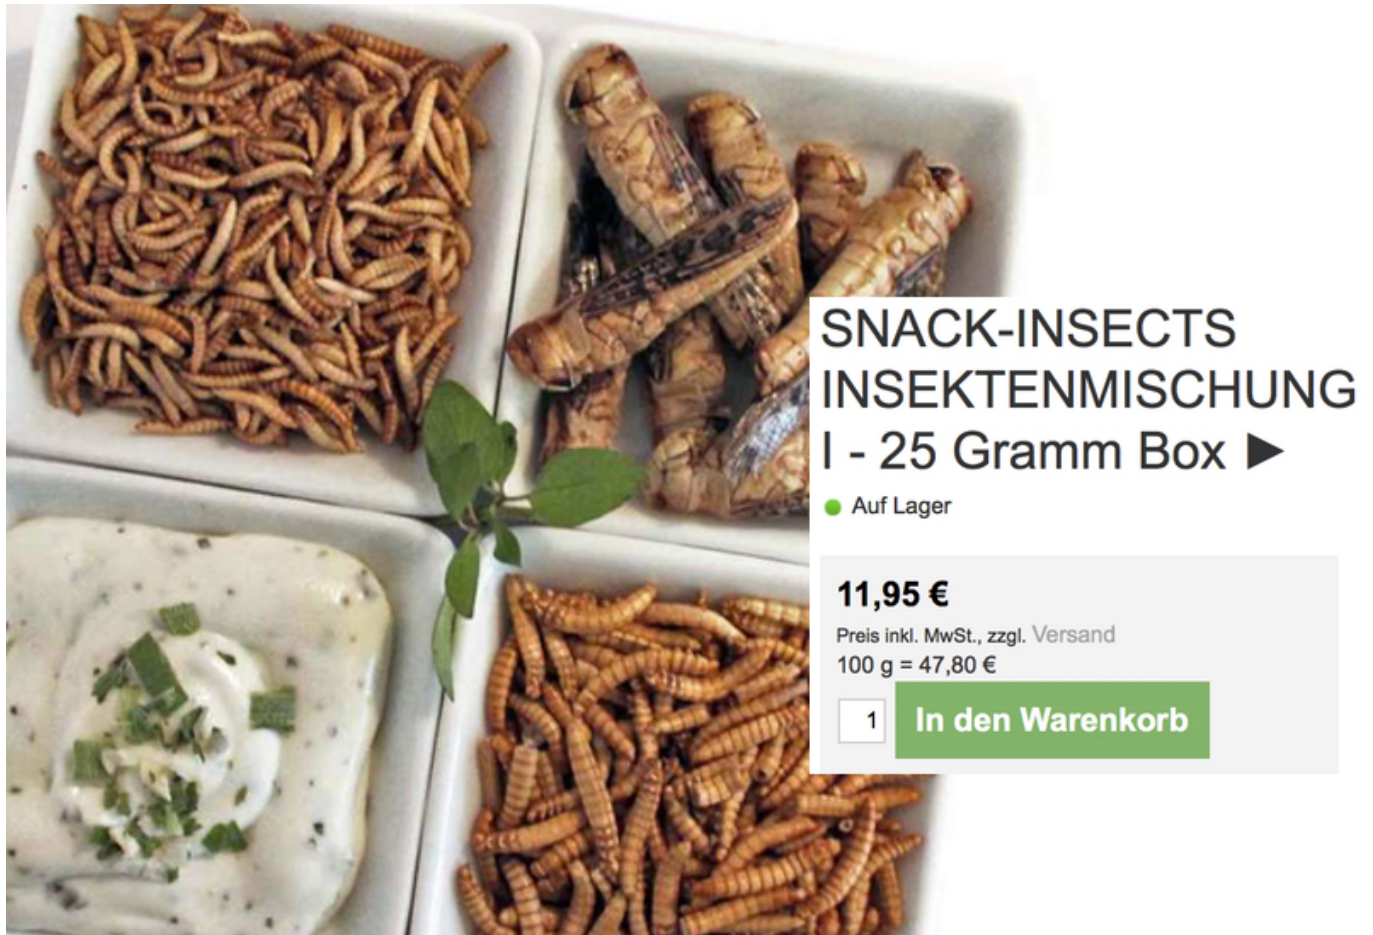 SNACK-INSECTS
INSEKTENMISCHUNG
I - 25 Gramm Box ►
Auf Lager
11,95 €
Preis inkl. MwSt., zzgl. Versand
100 g = 47,80 €
1
In den Warenkorb